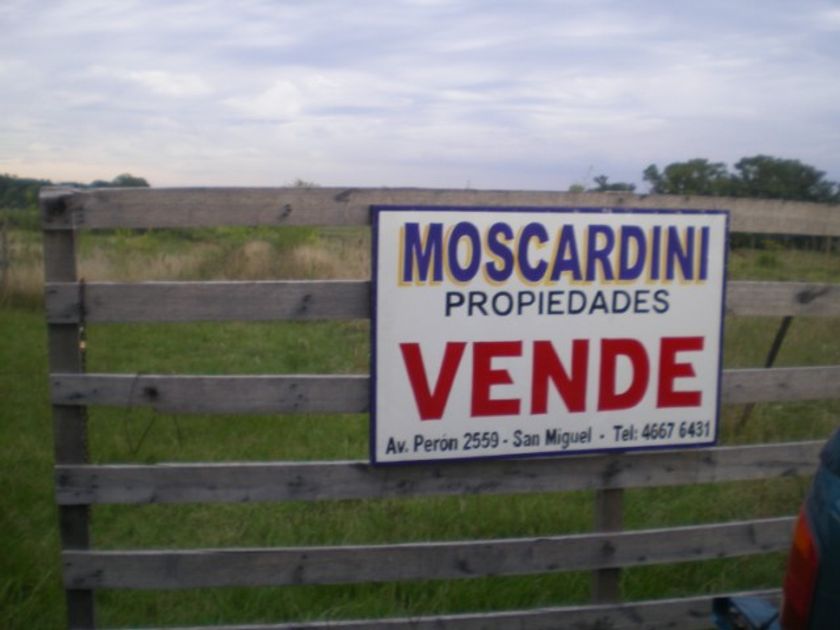 MOSCARDINI
PROPIEDADES
VENDE
Av. Perón 2559 - San Miguel - Tel: 4667 6431